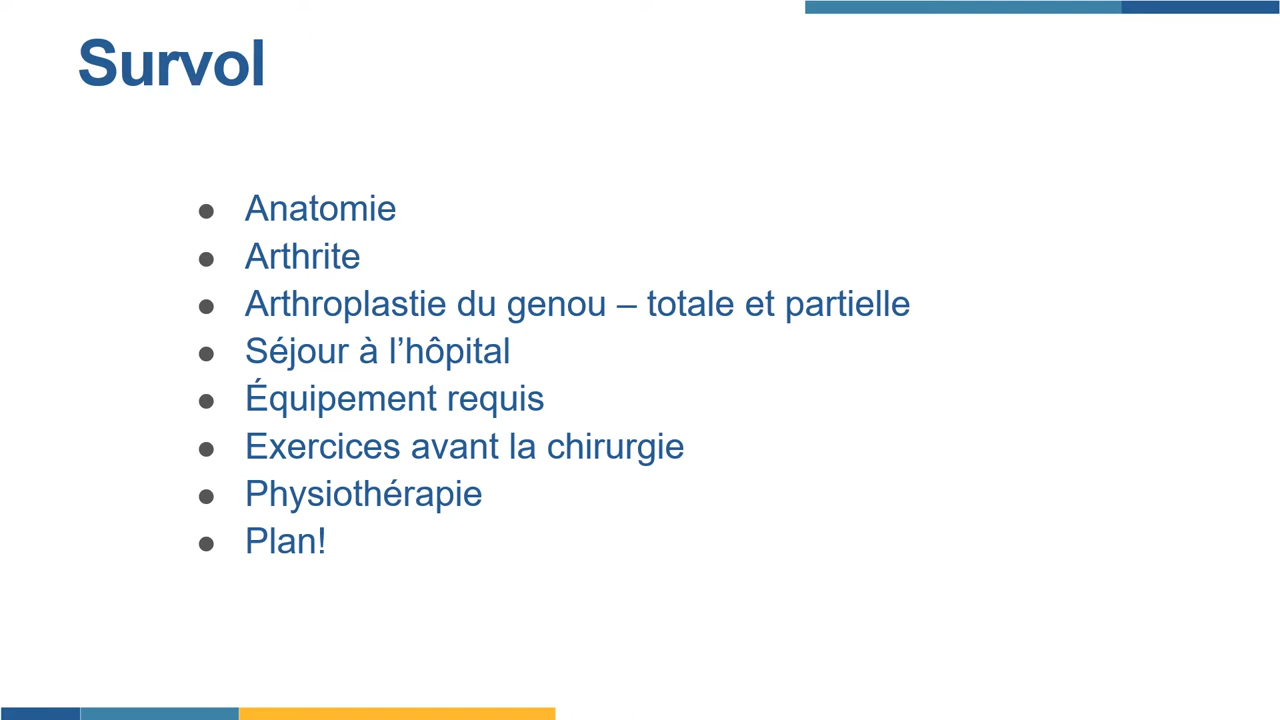 Survol
● Anatomie
● Arthrite
● Arthroplastie du genou – totale et partielle
● Séjour à l’hôpital
● Équipement requis
● Exercices avant la chirurgie
● Physiothérapie
● Plan!